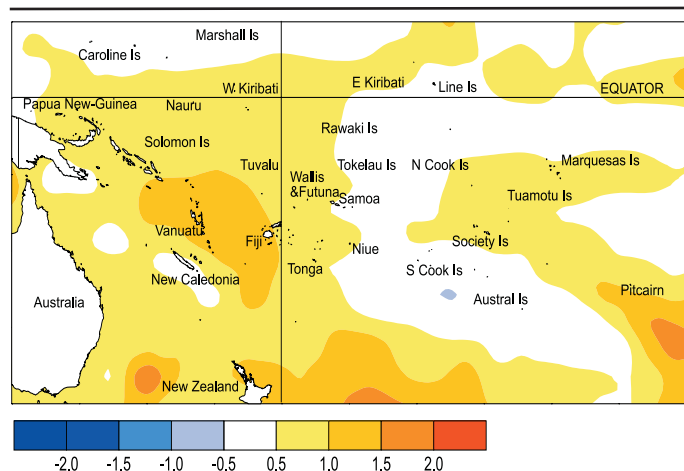 Marshall Is
Caroline Is
W. Kiribati
E Kiribati
Line Is
EQUATOR
Papua New-Guinea
Nauru
Rawaki Is
Solomon Is
Tuvalu
Wallis
&Futuna
Tokelau Is
N Cook Is
Marquesas Is
Samoa
Tuamotu Is
Vanuatu
Fiji
Niue
Society Is
Tonga
New Caledonia
S Cook Is
Australia
Austral Is
Pitcairn
New Zealand
-2.0 -1.5 -1.0 -0.5 0.5 1.0 1.5 2.0